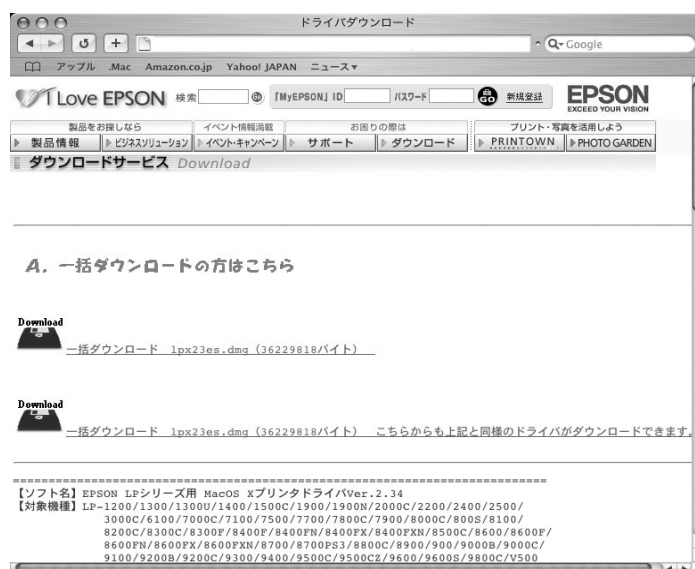 ドライバダウンロード
Google
アップル .Mac Amazon.co.jp Yahoo! JAPAN ニュース▼
I Love EPSON 検索 「MyEPSON」 ID パスワード GO 新規登録 EPSON
EXCEED YOUR VISION
製品をお探しなら イベント情報満載 お困りの際は プリント・写真を活用しよう
製品情報 ビジネスソリューション イベント・キャンペーン サポート ダウンロード PRINTOWN PHOTO GARDEN
ダウンロードサービス Download
A. 一括ダウンロードの方はこちら
Download
一括ダウンロード lpx23es.dmg（36229818バイト）
Download
一括ダウンロード lpx23es.dmg（36229818バイト） こちらからも上記と同様のドライバがダウンロードできます。
==========================================================================
【ソフト名】EPSON LPシリーズ用 MacOS XプリンタドライバVer.2.34
【対象機種】LP-1200/1300/1300U/1400/1500C/1900/1900N/2000C/2200/2400/2500/
3000C/6100/7000C/7100/7500/7700/7800C/7900/8000C/800S/8100/
8200C/8300C/8300F/8400F/8400FN/8400FX/8400FXN/8500C/8600/8600F/
8600FN/8600FX/8600FXN/8700/8700PS3/8800C/8900/900/9000B/9000C/
9100/9200B/9200C/9300/9400/9500C/9500CZ/9600/9600S/9800C/V500